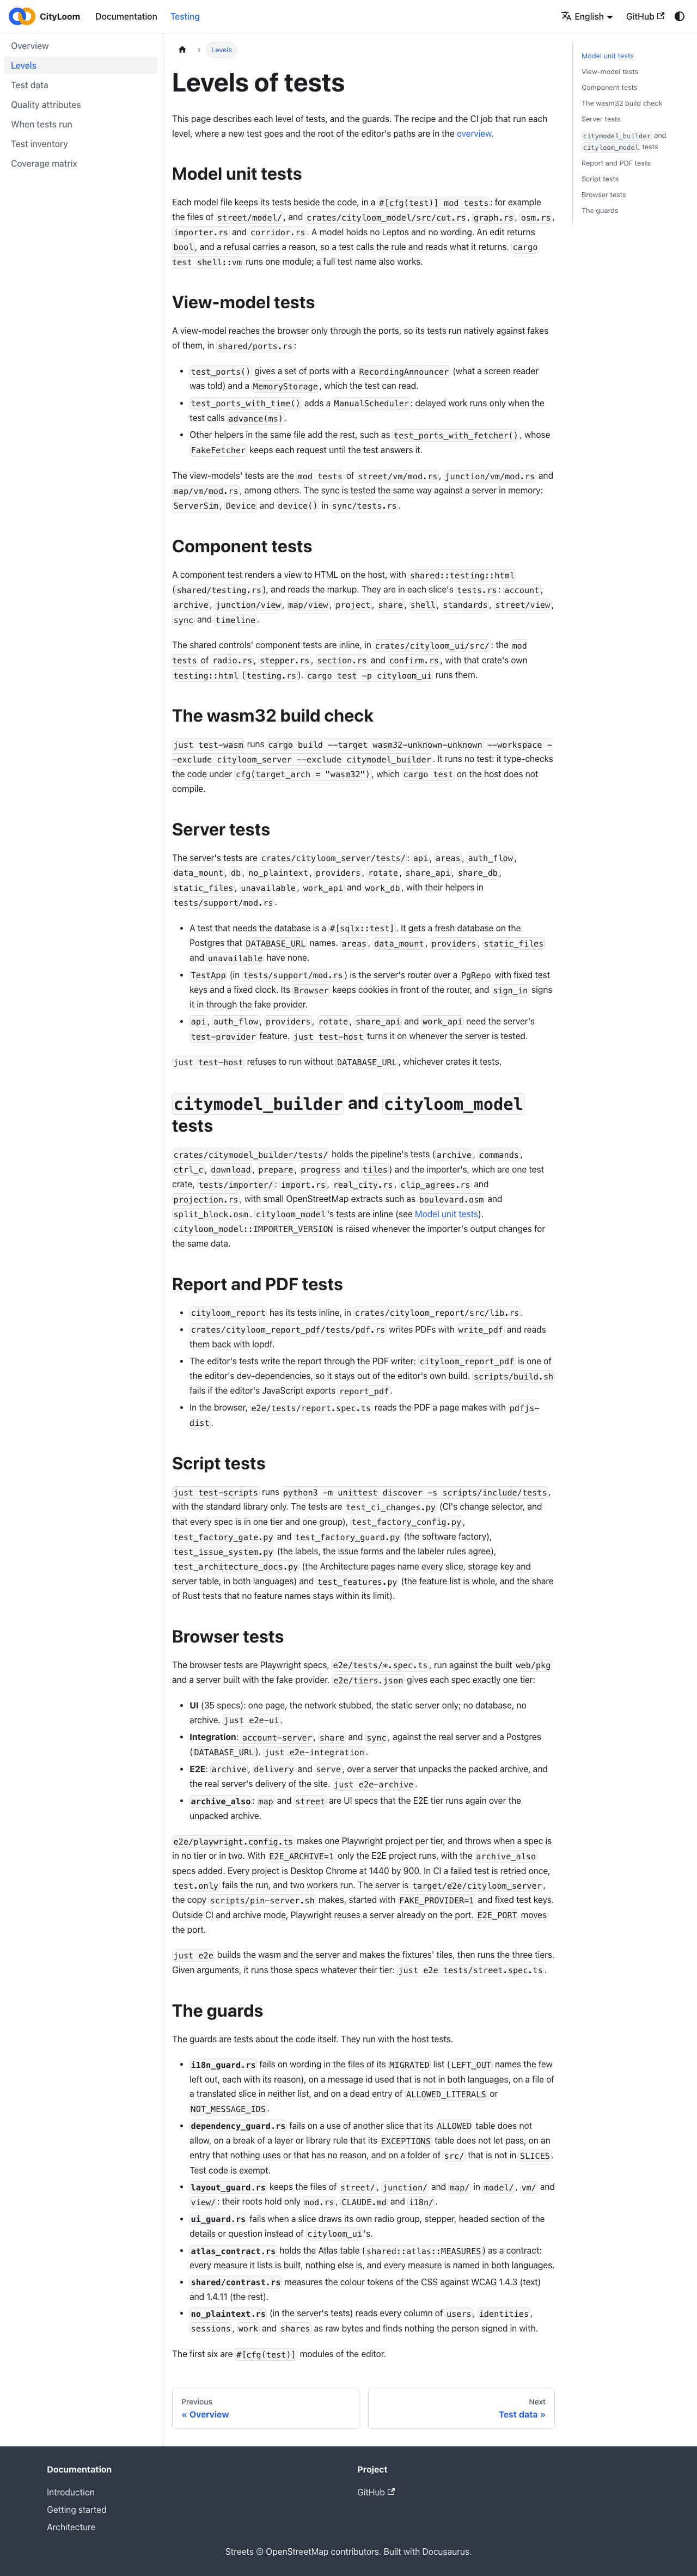 CityLoom
Documentation
Testing
English
GitHub
Overview
Levels
Test data
Quality attributes
When tests run
Test inventory
Coverage matrix
Levels
Levels of tests
This page describes each level of tests, and the guards. The recipe and the CI job that run each
level, where a new test goes and the root of the editor's paths are in the overview.
Model unit tests
Each model file keeps its tests beside the code, in a #[cfg(test)] mod tests: for example
the files of street/model/, and crates/cityloom_model/src/cut.rs, graph.rs, osm.rs,
importer.rs and corridor.rs. A model holds no Leptos and no wording. An edit returns
bool, and a refusal carries a reason, so a test calls the rule and reads what it returns. cargo
test shell::vm runs one module; a full test name also works.
View-model tests
A view-model reaches the browser only through the ports, so its tests run natively against fakes
of them, in shared/ports.rs:
test_ports() gives a set of ports with a RecordingAnnouncer (what a screen reader
was told) and a MemoryStorage, which the test can read.
test_ports_with_time() adds a ManualScheduler: delayed work runs only when the
test calls advance(ms).
Other helpers in the same file add the rest, such as test_ports_with_fetcher(), whose
FakeFetcher keeps each request until the test answers it.
The view-models' tests are the mod tests of street/vm/mod.rs, junction/vm/mod.rs and
map/vm/mod.rs, among others. The sync is tested the same way against a server in memory:
ServerSim, Device and device() in sync/tests.rs.
Component tests
A component test renders a view to HTML on the host, with shared::testing::html
(shared/testing.rs), and reads the markup. They are in each slice's tests.rs: account,
archive, junction/view, map/view, project, share, shell, standards, street/view,
sync and timeline.
The shared controls' component tests are inline, in crates/cityloom_ui/src/: the mod
tests of radio.rs, stepper.rs, section.rs and confirm.rs, with that crate's own
testing::html (testing.rs). cargo test -p cityloom_ui runs them.
The wasm32 build check
just test-wasm runs cargo build --target wasm32-unknown-unknown --workspace -
-exclude cityloom_server --exclude citymodel_builder. It runs no test: it type-checks
the code under cfg(target_arch = "wasm32"), which cargo test on the host does not
compile.
Server tests
The server's tests are crates/cityloom_server/tests/: api, areas, auth_flow,
data_mount, db, no_plaintext, providers, rotate, share_api, share_db,
static_files, unavailable, work_api and work_db, with their helpers in
tests/support/mod.rs.
A test that needs the database is a #[sqlx::test]. It gets a fresh database on the
Postgres that DATABASE_URL names. areas, data_mount, providers, static_files
and unavailable have none.
TestApp (in tests/support/mod.rs) is the server's router over a PgRepo with fixed test
keys and a fixed clock. Its Browser keeps cookies in front of the router, and sign_in signs
it in through the fake provider.
api, auth_flow, providers, rotate, share_api and work_api need the server's
test-provider feature. just test-host turns it on whenever the server is tested.
just test-host refuses to run without DATABASE_URL, whichever crates it tests.
citymodel_builder and cityloom_model
tests
crates/citymodel_builder/tests/ holds the pipeline's tests (archive, commands,
ctrl_c, download, prepare, progress and tiles) and the importer's, which are one test
crate, tests/importer/: import.rs, real_city.rs, clip_agrees.rs and
projection.rs, with small OpenStreetMap extracts such as boulevard.osm and
split_block.osm. cityloom_model's tests are inline (see Model unit tests).
cityloom_model::IMPORTER_VERSION is raised whenever the importer's output changes for
the same data.
Report and PDF tests
cityloom_report has its tests inline, in crates/cityloom_report/src/lib.rs.
crates/cityloom_report_pdf/tests/pdf.rs writes PDFs with write_pdf and reads
them back with lopdf.
The editor's tests write the report through the PDF writer: cityloom_report_pdf is one of
the editor's dev-dependencies, so it stays out of the editor's own build. scripts/build.sh
fails if the editor's JavaScript exports report_pdf.
In the browser, e2e/tests/report.spec.ts reads the PDF a page makes with pdfjs-
dist.
Script tests
just test-scripts runs python3 -m unittest discover -s scripts/include/tests,
with the standard library only. The tests are test_ci_changes.py (CI's change selector, and
that every spec is in one tier and one group), test_factory_config.py,
test_factory_gate.py and test_factory_guard.py (the software factory),
test_issue_system.py (the labels, the issue forms and the labeler rules agree),
test_architecture_docs.py (the Architecture pages name every slice, storage key and
server table, in both languages) and test_features.py (the feature list is whole, and the share
of Rust tests that no feature names stays within its limit).
Browser tests
The browser tests are Playwright specs, e2e/tests/*.spec.ts, run against the built web/pkg
and a server built with the fake provider. e2e/tiers.json gives each spec exactly one tier:
UI (35 specs): one page, the network stubbed, the static server only; no database, no
archive. just e2e-ui.
Integration: account-server, share and sync, against the real server and a Postgres
(DATABASE_URL). just e2e-integration.
E2E: archive, delivery and serve, over a server that unpacks the packed archive, and
the real server's delivery of the site. just e2e-archive.
archive_also: map and street are UI specs that the E2E tier runs again over the
unpacked archive.
e2e/playwright.config.ts makes one Playwright project per tier, and throws when a spec is
in no tier or in two. With E2E_ARCHIVE=1 only the E2E project runs, with the archive_also
specs added. Every project is Desktop Chrome at 1440 by 900. In CI a failed test is retried once,
test.only fails the run, and two workers run. The server is target/e2e/cityloom_server,
the copy scripts/pin-server.sh makes, started with FAKE_PROVIDER=1 and fixed test keys.
Outside CI and archive mode, Playwright reuses a server already on the port. E2E_PORT moves
the port.
just e2e builds the wasm and the server and makes the fixtures' tiles, then runs the three tiers.
Given arguments, it runs those specs whatever their tier: just e2e tests/street.spec.ts.
The guards
The guards are tests about the code itself. They run with the host tests.
i18n_guard.rs fails on wording in the files of its MIGRATED list (LEFT_OUT names the few
left out, each with its reason), on a message id used that is not in both languages, on a file of
a translated slice in neither list, and on a dead entry of ALLOWED_LITERALS or
NOT_MESSAGE_IDS.
dependency_guard.rs fails on a use of another slice that its ALLOWED table does not
allow, on a break of a layer or library rule that its EXCEPTIONS table does not let pass, on an
entry that nothing uses or that has no reason, and on a folder of src/ that is not in SLICES.
Test code is exempt.
layout_guard.rs keeps the files of street/, junction/ and map/ in model/, vm/ and
view/: their roots hold only mod.rs, CLAUDE.md and i18n/.
ui_guard.rs fails when a slice draws its own radio group, stepper, headed section of the
details or question instead of cityloom_ui's.
atlas_contract.rs holds the Atlas table (shared::atlas::MEASURES) as a contract:
every measure it lists is built, nothing else is, and every measure is named in both languages.
shared/contrast.rs measures the colour tokens of the CSS against WCAG 1.4.3 (text)
and 1.4.11 (the rest).
no_plaintext.rs (in the server's tests) reads every column of users, identities,
sessions, work and shares as raw bytes and finds nothing the person signed in with.
The first six are #[cfg(test)] modules of the editor.
Previous
« Overview
Next
Test data »
Model unit tests
View-model tests
Component tests
The wasm32 build check
Server tests
citymodel_builder and
cityloom_model tests
Report and PDF tests
Script tests
Browser tests
The guards
Documentation
Introduction
Getting started
Architecture
Project
GitHub
Streets © OpenStreetMap contributors. Built with Docusaurus.